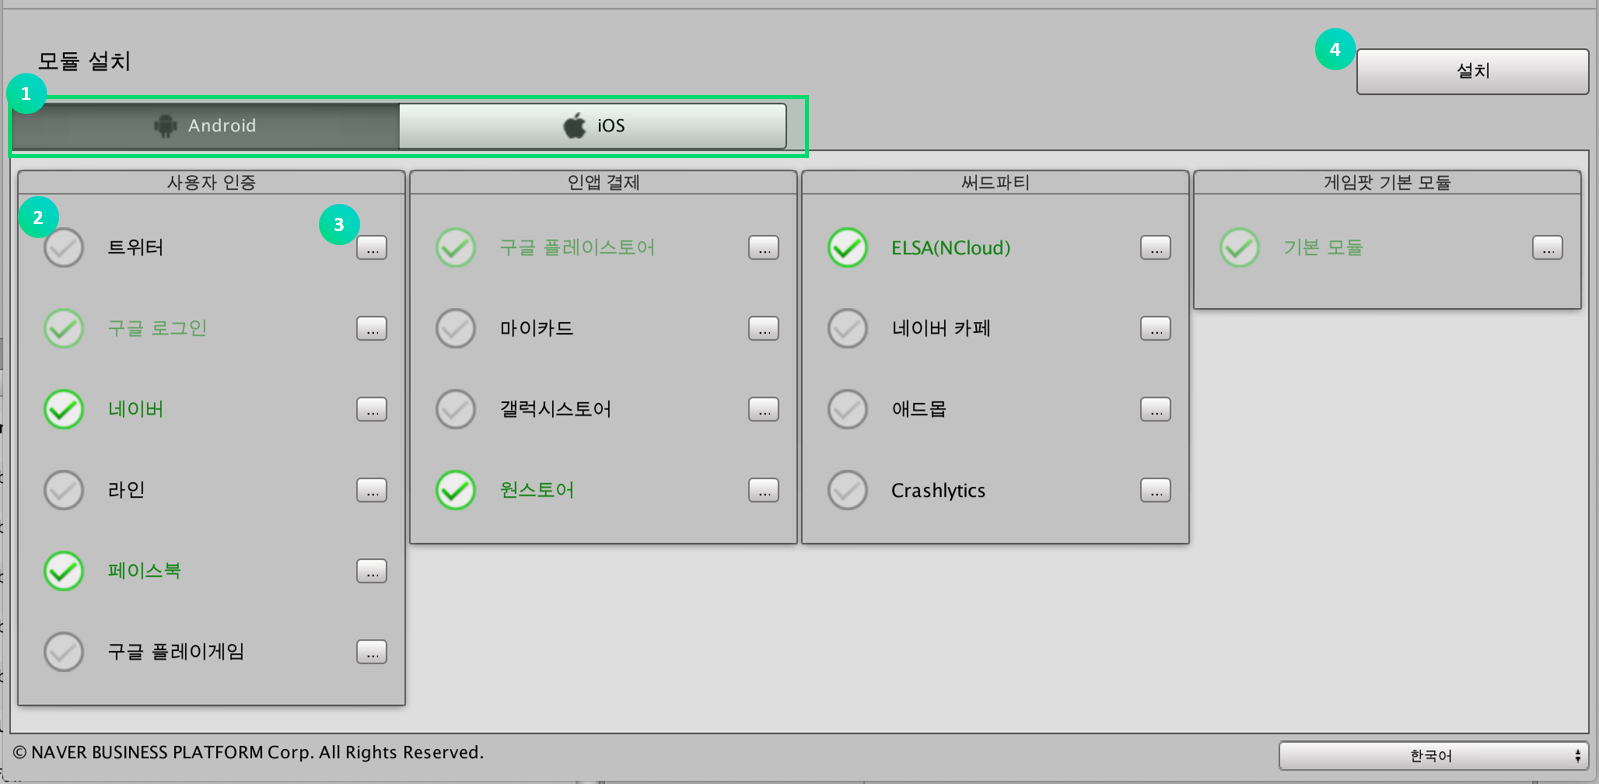 모듈 설치
4
설치
1
Android
iOS
사용자 인증
2
트위터
3
...
구글 로그인
...
네이버
...
라인
...
페이스북
...
구글 플레이게임
...
인앱 결제
구글 플레이스토어
...
마이카드
...
갤럭시스토어
...
원스토어
...
써드파티
ELSA(NCloud)
...
네이버 카페
...
애드몹
...
Crashlytics
...
게임팟 기본 모듈
기본 모듈
...
© NAVER BUSINESS PLATFORM Corp. All Rights Reserved.
한국어